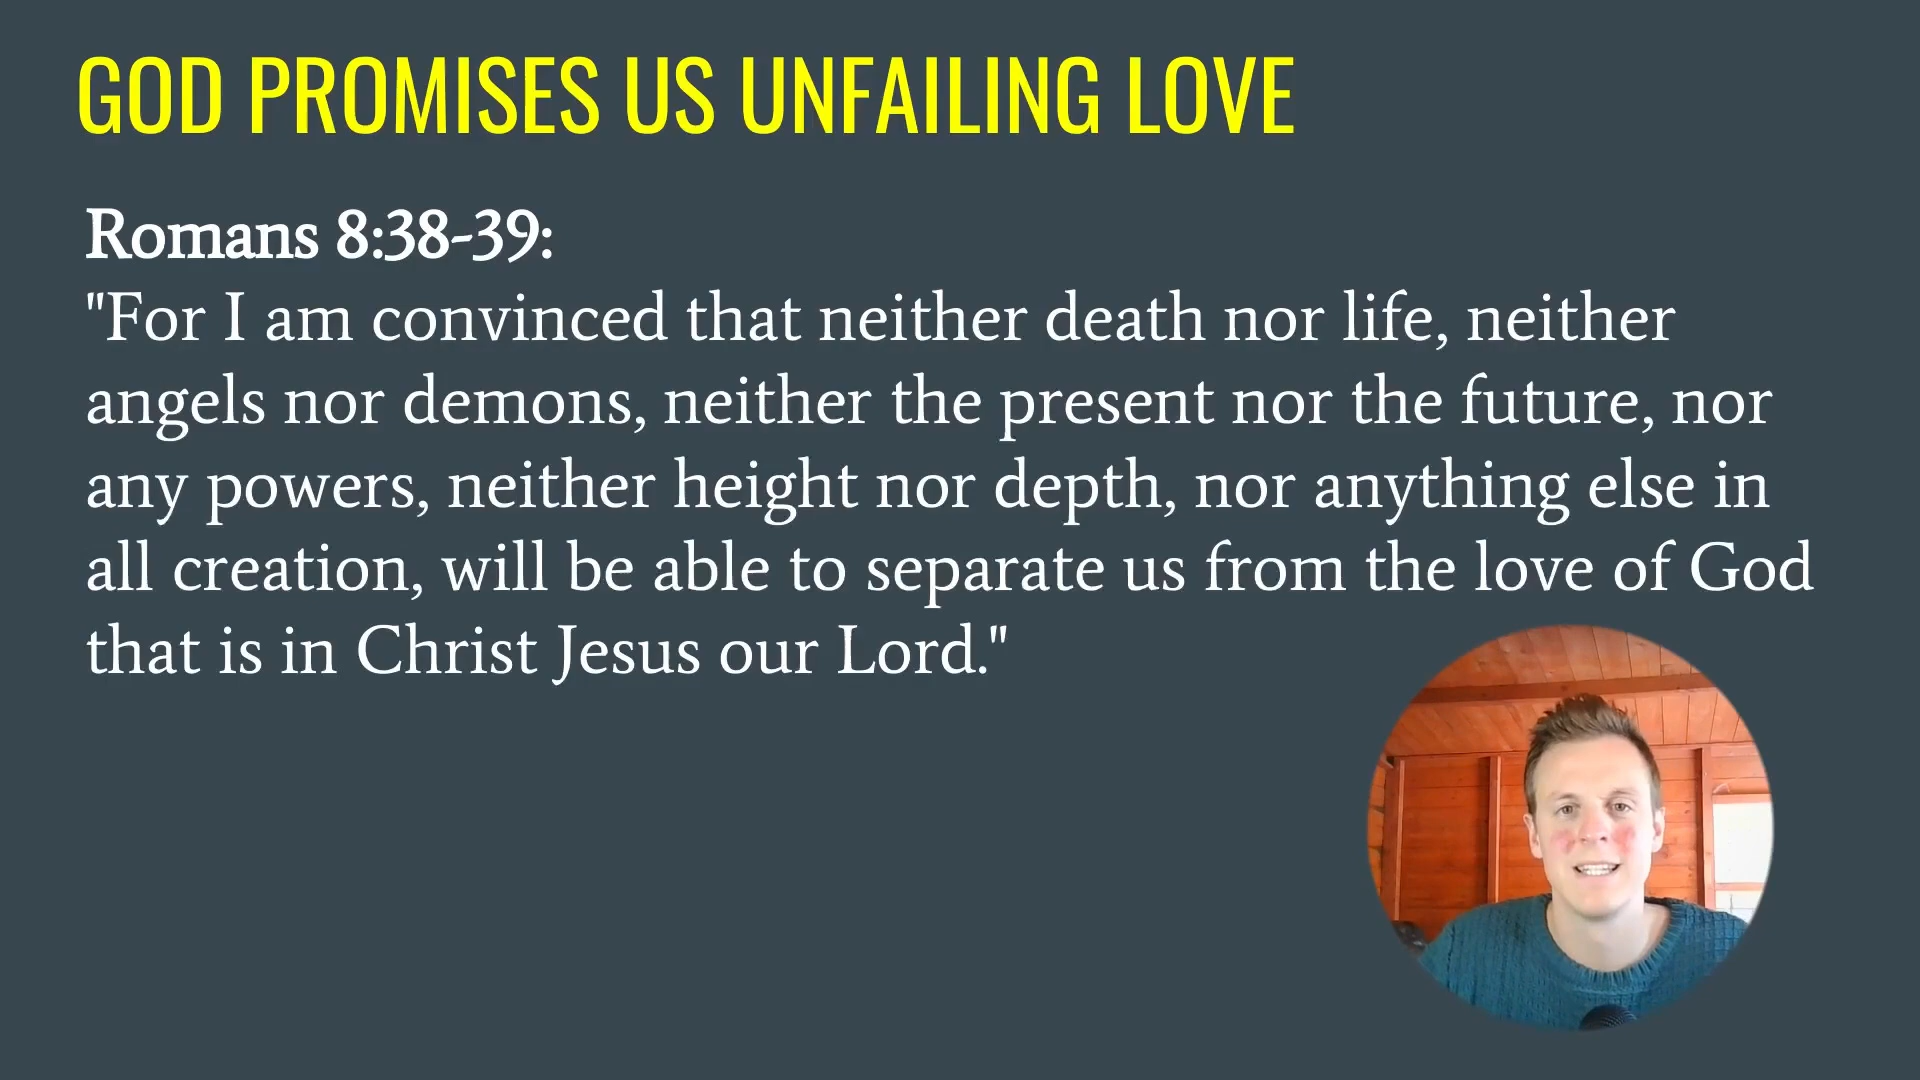 GOD PROMISES US UNFAILING LOVE
Romans 8:38-39:
"For I am convinced that neither death nor life, neither
angels nor demons, neither the present nor the future, nor
any powers, neither height nor depth, nor anything else in
all creation, will be able to separate us from the love of God
that is in Christ Jesus our Lord."